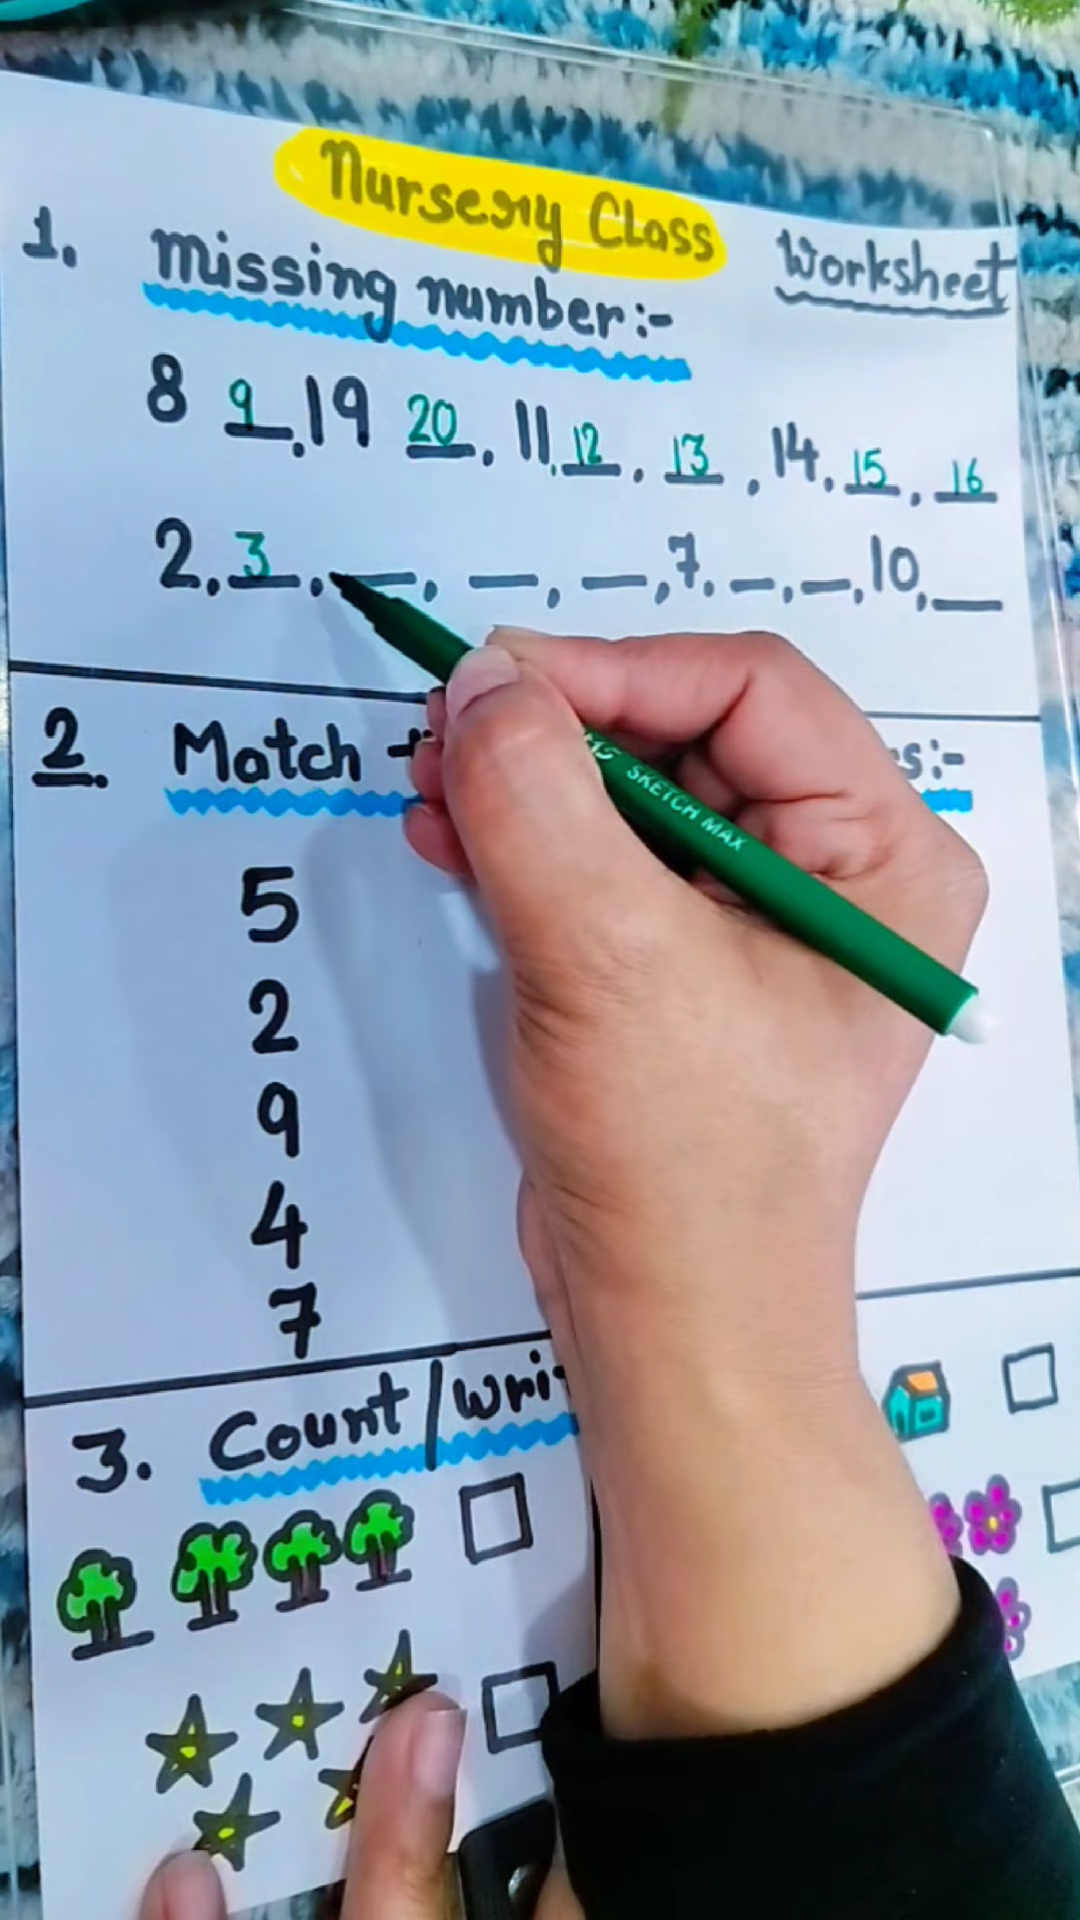 Nursery Class
Worksheet
1. missing number:-
8 9, 19 20, 11, 12, 13, 14, 15, 16
2, 3, _, _, _, 7, _, _, 10, _
2. Match
s:-
5
2
9
4
7
3. Count/wri
SKETCH MAX